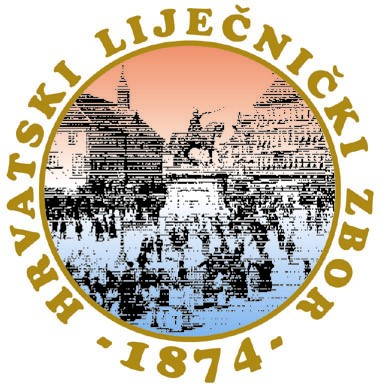 HRVATSKI LIJEČNIČKI ZBOR
- 1874 -